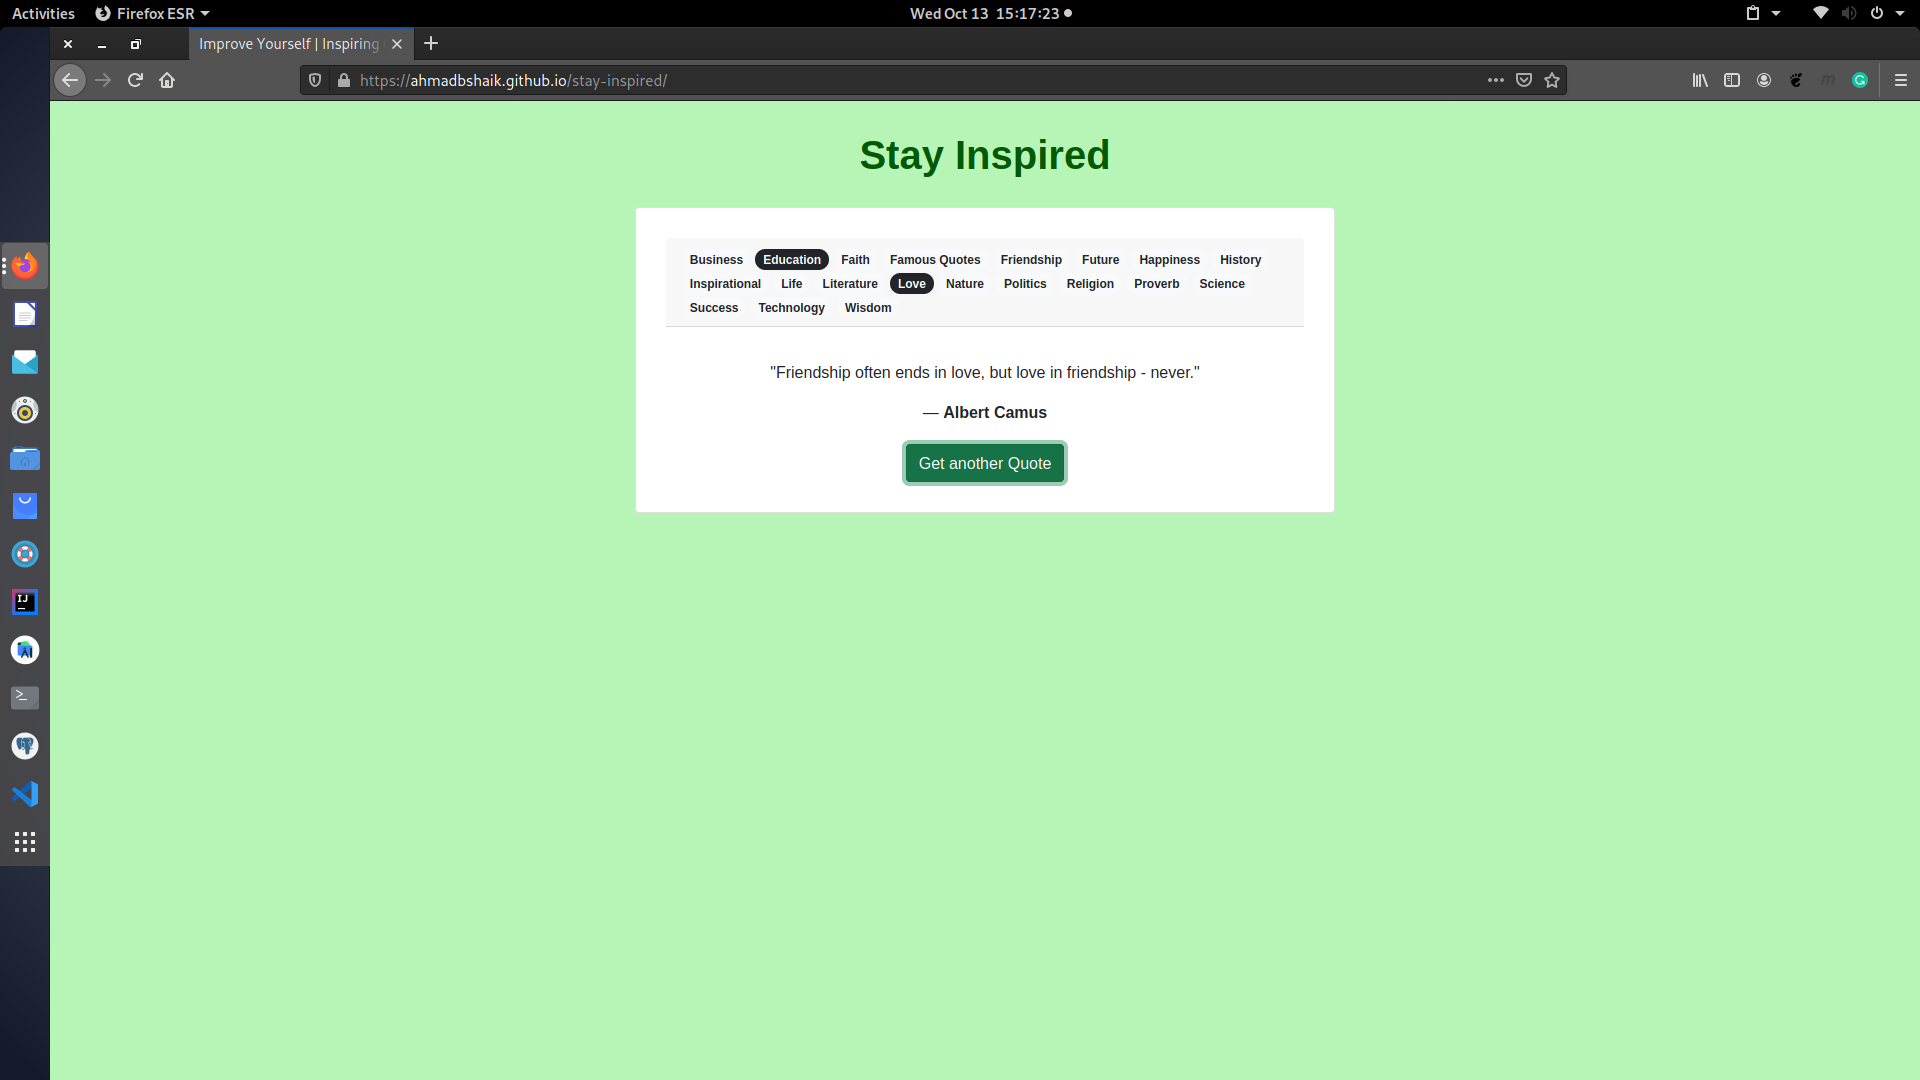 Activities Firefox ESR Wed Oct 13 15:17:23
Improve Yourself | Inspiring
https://ahmadbshaik.github.io/stay-inspired/
Stay Inspired
Business Education Faith Famous Quotes Friendship Future Happiness History
Inspirational Life Literature Love Nature Politics Religion Proverb Science
Success Technology Wisdom
"Friendship often ends in love, but love in friendship - never."
— Albert Camus
Get another Quote